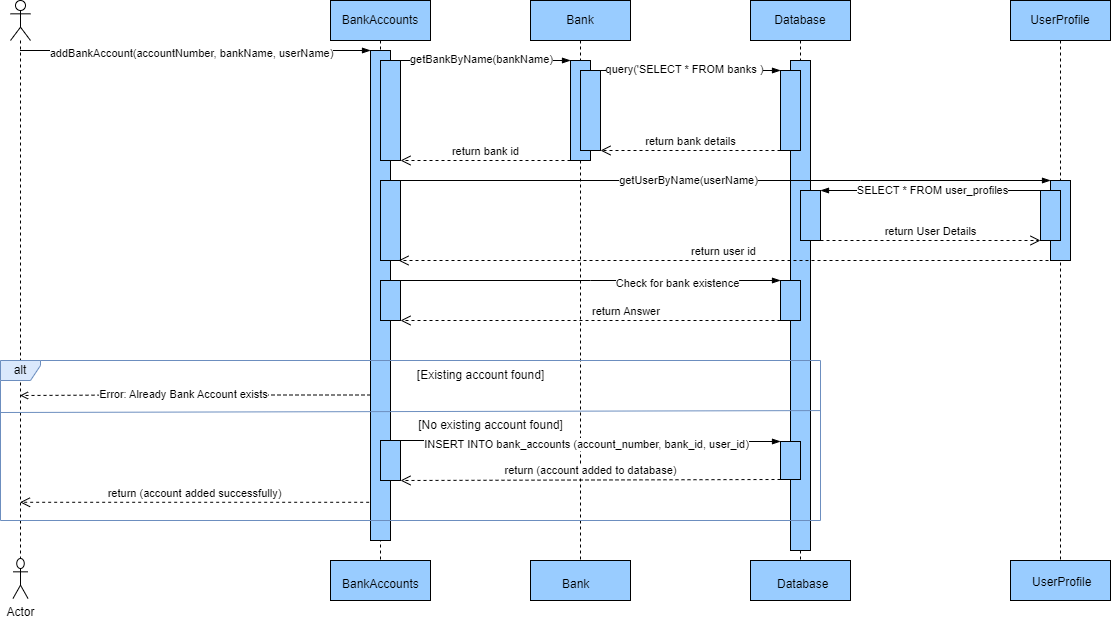 BankAccounts
Bank
Database
UserProfile
addBankAccount(accountNumber, bankName, userName)
getBankByName(bankName)
query('SELECT * FROM banks )
return bank details
return bank id
getUserByName(userName)
SELECT * FROM user_profiles
return User Details
return user id
Check for bank existence
return Answer
alt
[Existing account found]
Error: Already Bank Account exists
[No existing account found]
INSERT INTO bank_accounts (account_number, bank_id, user_id)
return (account added to database)
return (account added successfully)
BankAccounts
Bank
Database
UserProfile
Actor